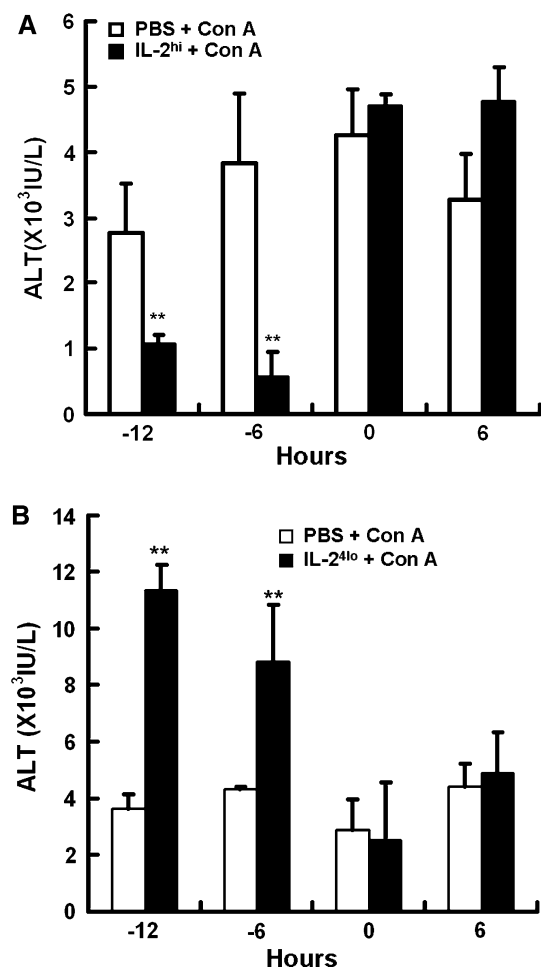 A
PBS + Con A
IL-2hi + Con A
ALT(X10³IU/L)
6
5
4
3
2
1
0
**
**
-12
-6
0
6
Hours
B
PBS + Con A
IL-24lo + Con A
ALT (X10³IU/L)
14
12
10
8
6
4
2
0
**
**
-12
-6
0
6
Hours